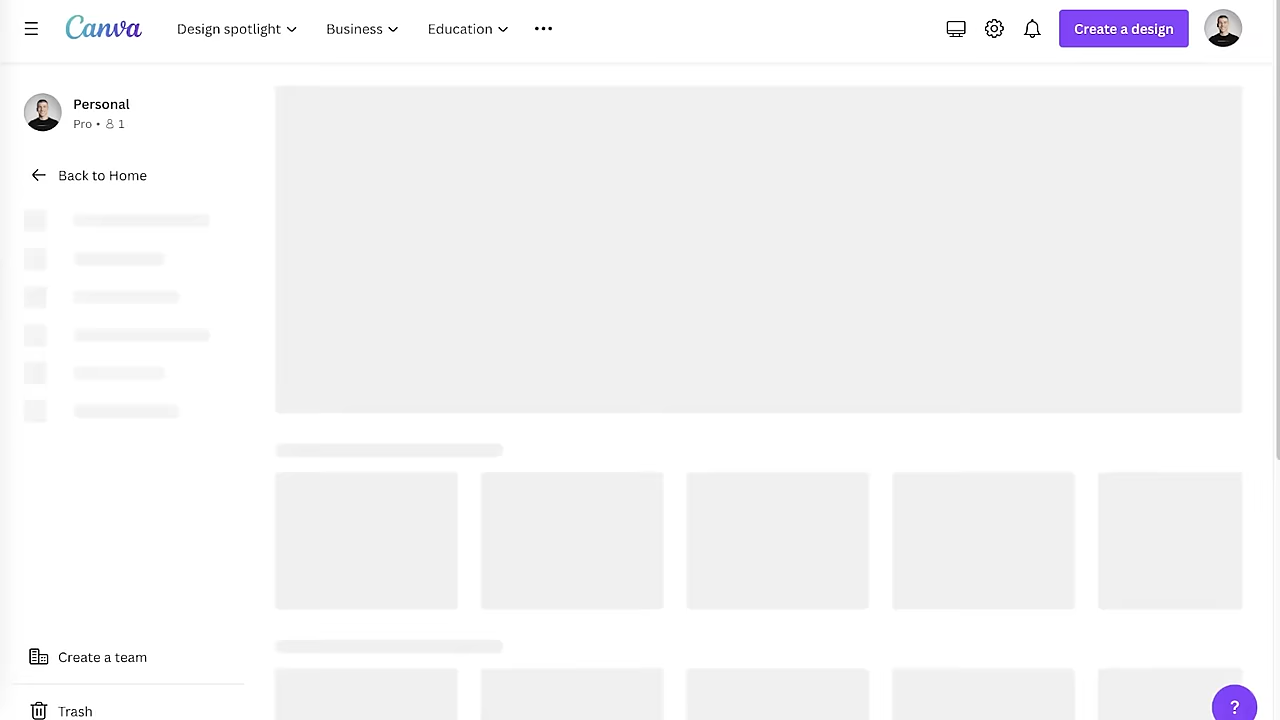 Canva
Design spotlight
Business
Education
Create a design
Personal
Pro • 1
Back to Home
Create a team
Trash
?